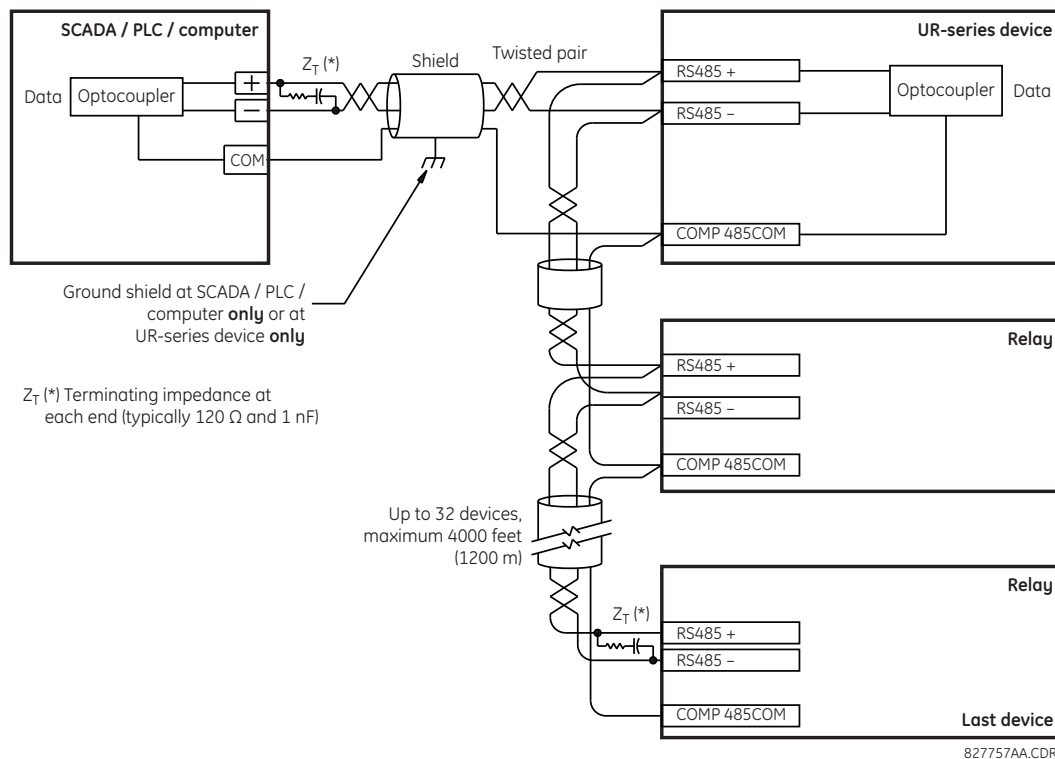 SCADA / PLC / computer
Data
Optocoupler
+
−
COM
Z_T (*)
Shield
Twisted pair
UR-series device
RS485 +
RS485 –
COMP 485COM
Optocoupler
Data
Ground shield at SCADA / PLC /
computer only or at
UR-series device only
Z_T (*) Terminating impedance at
each end (typically 120 Ω and 1 nF)
Relay
RS485 +
RS485 –
COMP 485COM
Up to 32 devices,
maximum 4000 feet
(1200 m)
Relay
Z_T (*)
RS485 +
RS485 –
COMP 485COM
Last device
827757AA.CDR